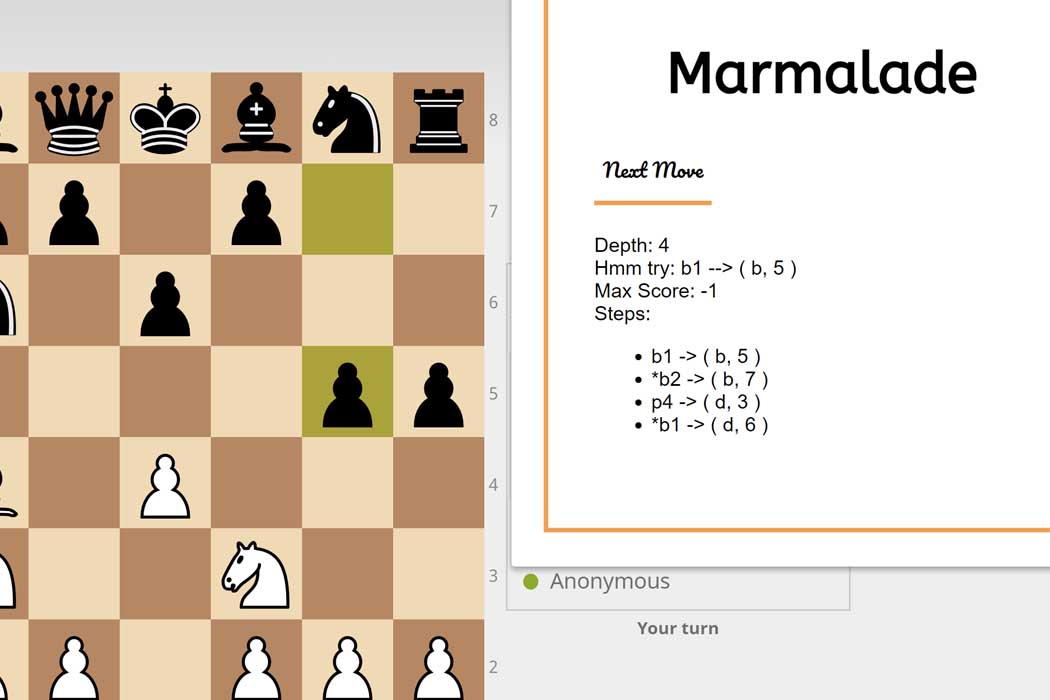 Marmalade
8
Next Move
7
Depth: 4
Hmm try: b1 --> ( b, 5 )
Max Score: -1
Steps:
6
b1 -> ( b, 5 )
*b2 -> ( b, 7 )
5
p4 -> ( d, 3 )
*b1 -> ( d, 6 )
4
3
Anonymous
Your turn
2